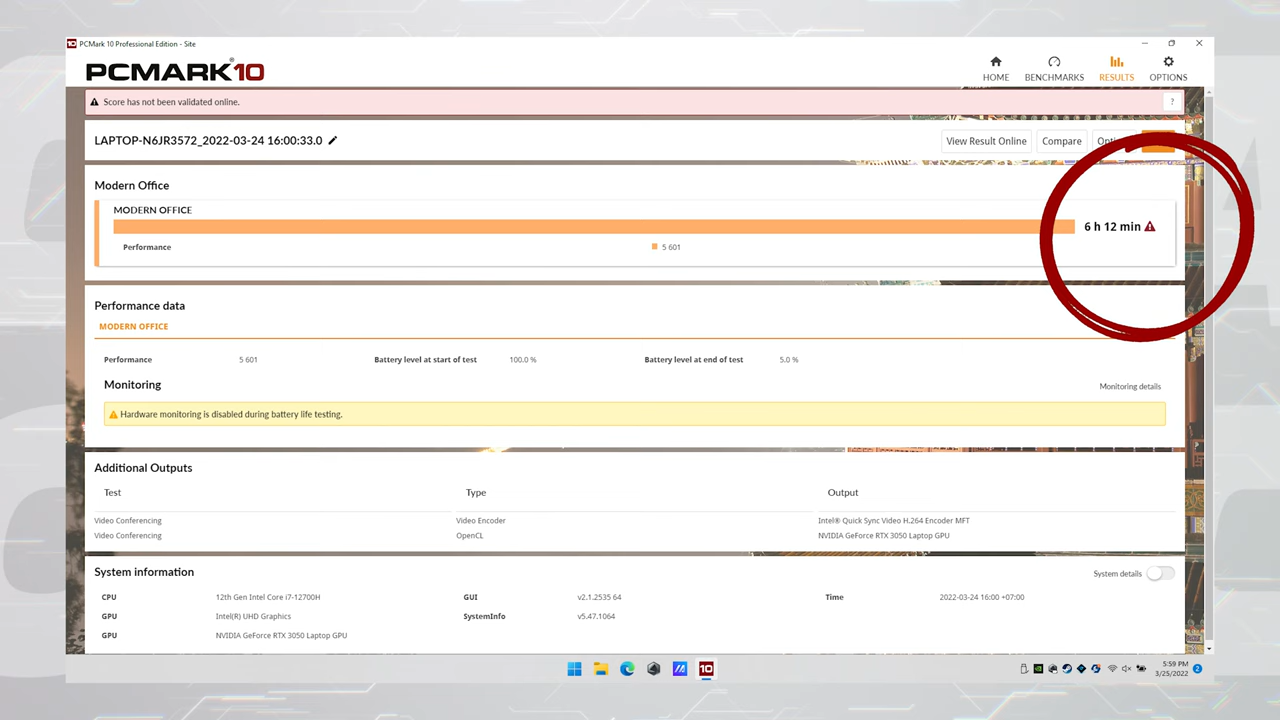 PCMark 10 Professional Edition - Site
PCMARK 10
HOME BENCHMARKS RESULTS OPTIONS
Score has not been validated online. ?
LAPTOP-N6JR3572_2022-03-24 16:00:33.0 View Result Online Compare
Modern Office
MODERN OFFICE
6 h 12 min
Performance 5 601
Performance data
MODERN OFFICE
Performance 5 601 Battery level at start of test 100.0 % Battery level at end of test 5.0 %
Monitoring Monitoring details
Hardware monitoring is disabled during battery life testing.
Additional Outputs
Test Type Output
Video Conferencing Video Encoder Intel® Quick Sync Video H.264 Encoder MFT
Video Conferencing OpenCL NVIDIA GeForce RTX 3050 Laptop GPU
System information System details
CPU 12th Gen Intel Core i7-12700H GUI v2.1.2535 64 Time 2022-03-24 16:00 +07:00
GPU Intel(R) UHD Graphics SystemInfo v5.47.1064
GPU NVIDIA GeForce RTX 3050 Laptop GPU
10 5:59 PM 2
3/25/2022